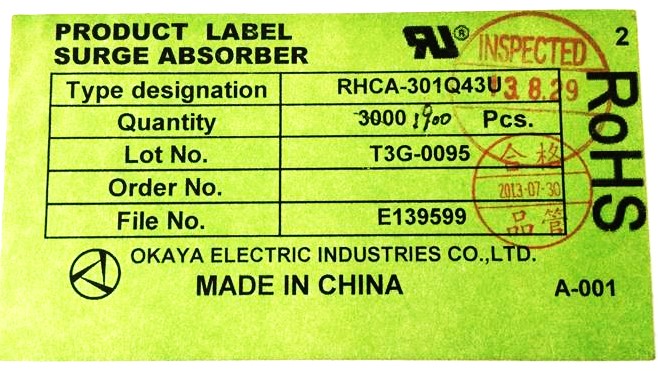 PRODUCT LABEL
SURGE ABSORBER
INSPECTED
2
Type designation RHCA-301Q43U
13.8.29
Quantity 3000 1900 Pcs.
Lot No. T3G-0095
Order No.
File No. E139599
合格
2013-07-30
品管
RoHS
OKAYA ELECTRIC INDUSTRIES CO.,LTD.
MADE IN CHINA
A-001